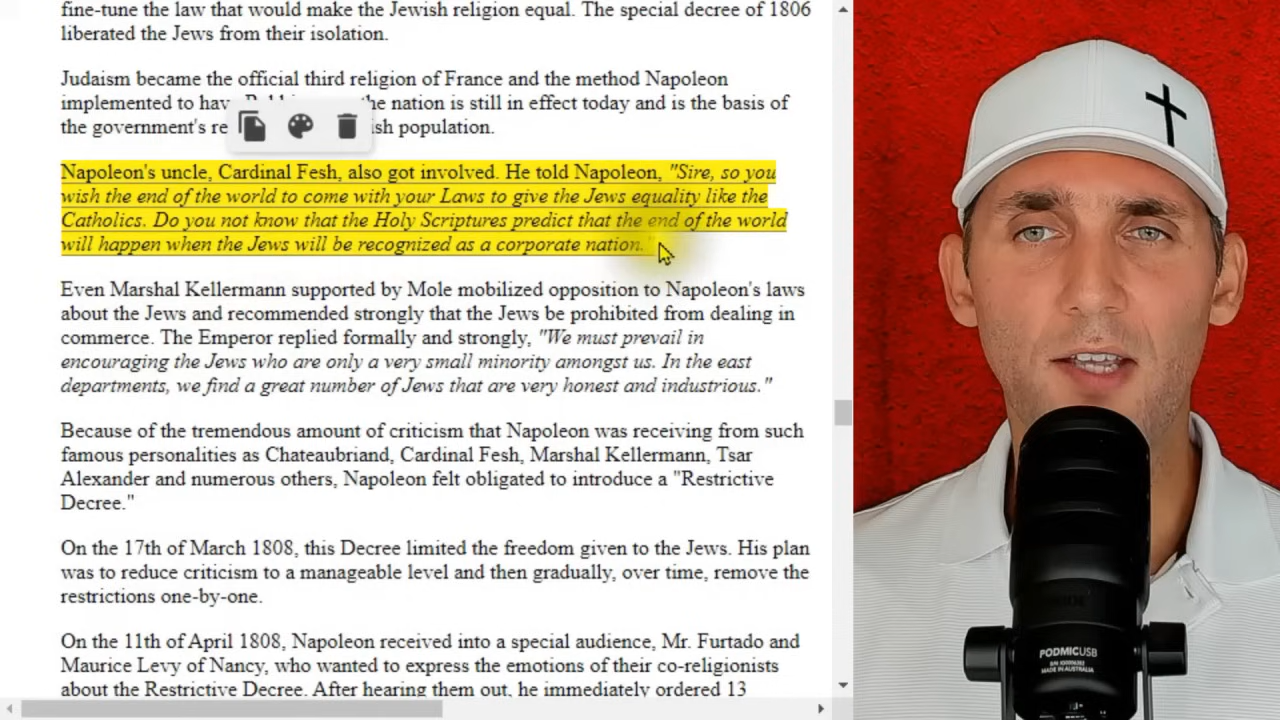 fine-tune the law that would make the Jewish religion equal. The special decree of 1806
liberated the Jews from their isolation.
Judaism became the official third religion of France and the method Napoleon
implemented to have the nation is still in effect today and is the basis of
the government's ish population.
Napoleon's uncle, Cardinal Fesh, also got involved. He told Napoleon, "Sire, so you
wish the end of the world to come with your Laws to give the Jews equality like the
Catholics. Do you not know that the Holy Scriptures predict that the end of the world
will happen when the Jews will be recognized as a corporate nation."
Even Marshal Kellermann supported by Mole mobilized opposition to Napoleon's laws
about the Jews and recommended strongly that the Jews be prohibited from dealing in
commerce. The Emperor replied formally and strongly, "We must prevail in
encouraging the Jews who are only a very small minority amongst us. In the east
departments, we find a great number of Jews that are very honest and industrious."
Because of the tremendous amount of criticism that Napoleon was receiving from such
famous personalities as Chateaubriand, Cardinal Fesh, Marshal Kellermann, Tsar
Alexander and numerous others, Napoleon felt obligated to introduce a "Restrictive
Decree."
On the 17th of March 1808, this Decree limited the freedom given to the Jews. His plan
was to reduce criticism to a manageable level and then gradually, over time, remove the
restrictions one-by-one.
On the 11th of April 1808, Napoleon received into a special audience, Mr. Furtado and
Maurice Levy of Nancy, who wanted to express the emotions of their co-religionists
about the Restrictive Decree. After hearing them out, he immediately ordered 13
PODMICUSB
MADE IN AUSTRALIA